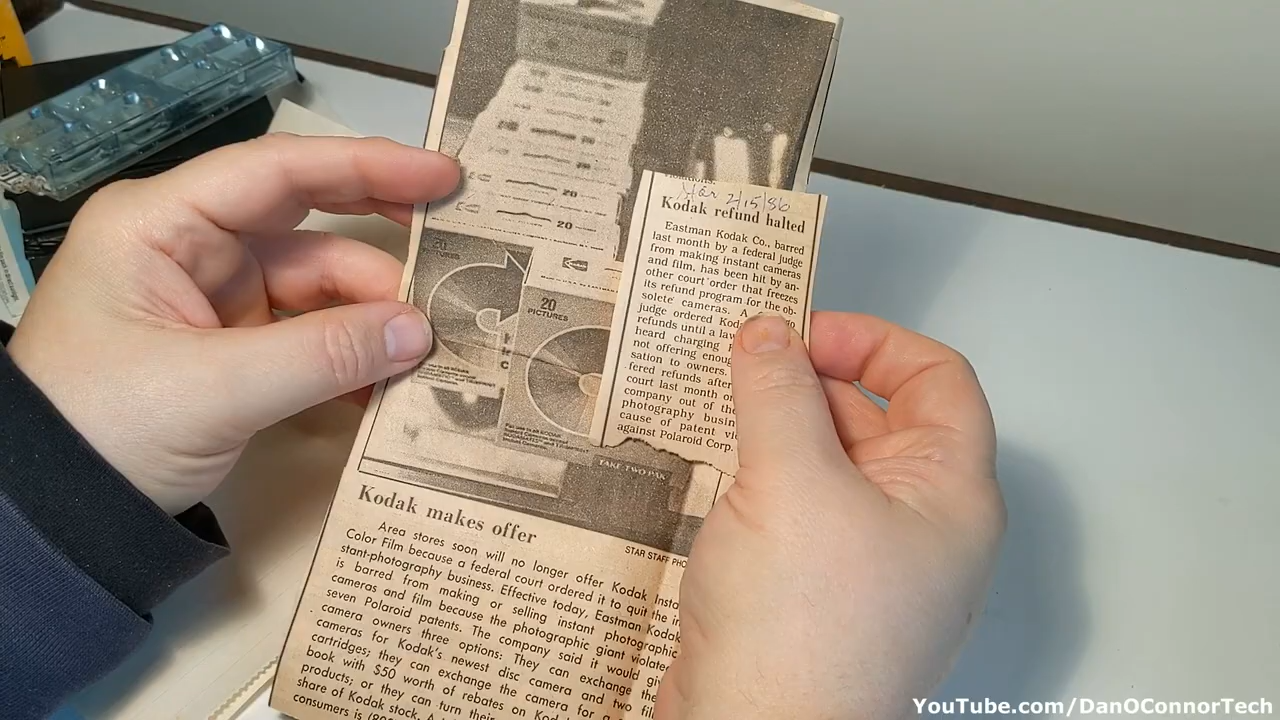 20
20
20
PICTURES
20
PICTURES
TAKE TWO PAK
Star 2/15/86
Kodak refund halted
Eastman Kodak Co., barred
last month by a federal judge
from making instant cameras
and film, has been hit by an-
other court order that freezes
its refund program for the ob-
solete cameras. A
judge ordered
refunds until a
heard charging
not offering
sation to owners.
fered refunds after
court last month
company out of the
photography
cause of patent
against Polaroid Corp.
Kodak makes offer
STAR STAFF
Area stores soon will no longer offer Kodak
Color Film because a federal court ordered it to quit the
stant-photography business. Effective today, Eastman Kodak
is barred from making or selling instant photographic
cameras and film because the photographic giant
seven Polaroid patents. The company said it would
camera owners three options: They can exchange
cameras for Kodak's newest disc camera and two
cartridges; they can exchange the camera for a
book with $50 worth of rebates on
products; or they can turn their
share of Kodak stock.
consumers is
YouTube.com/DanOConnorTech